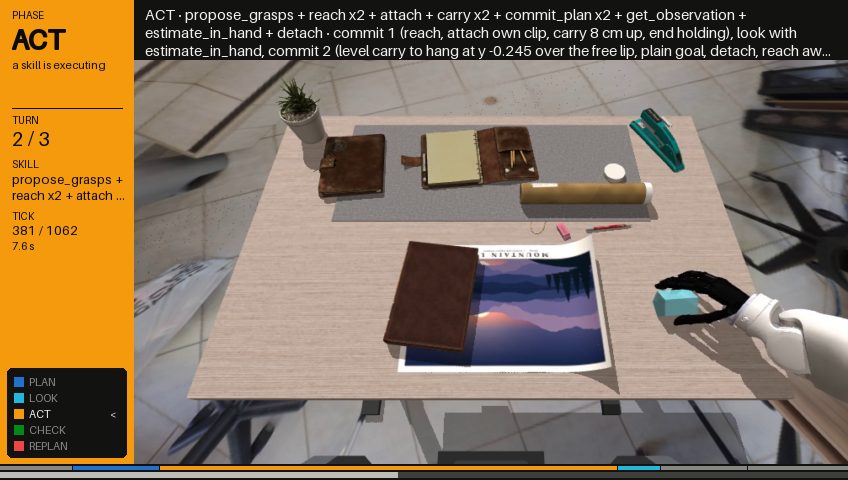 PHASE
ACT
a skill is executing
TURN
2 / 3
SKILL
propose_grasps +
reach x2 + attach ...
TICK
381 / 1062
7.6 s
PLAN
LOOK
ACT <
CHECK
REPLAN
ACT · propose_grasps + reach x2 + attach + carry x2 + commit_plan x2 + get_observation +
estimate_in_hand + detach · commit 1 (reach, attach own clip, carry 8 cm up, end holding), look with
estimate_in_hand, commit 2 (level carry to hang at y -0.245 over the free lip, plain goal, detach, reach aw...
MOUNTAIN